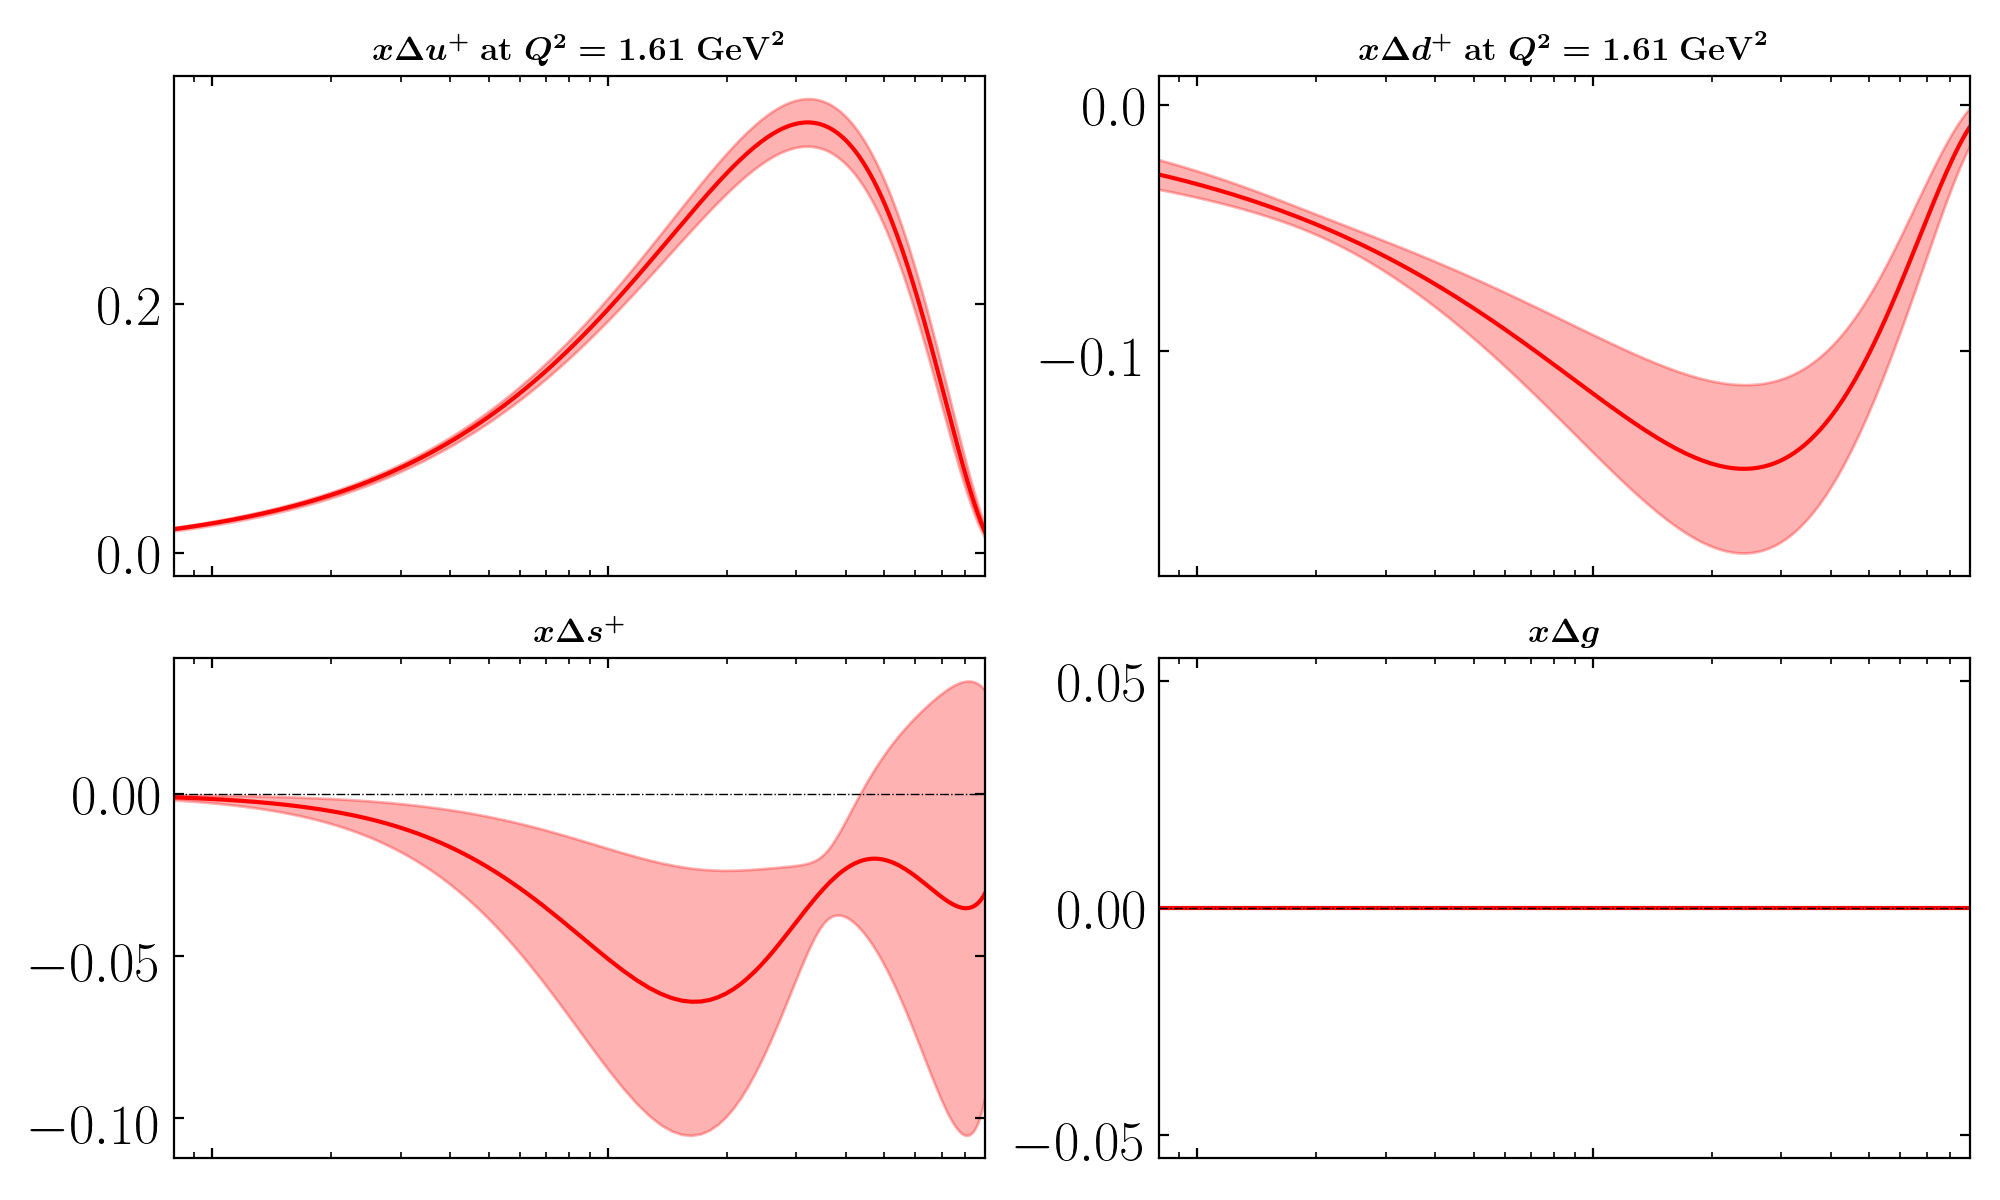 xΔu⁺ at Q² = 1.61 GeV²
0.2
0.0
xΔd⁺ at Q² = 1.61 GeV²
0.0
−0.1
xΔs⁺
0.00
−0.05
−0.10
xΔg
0.05
0.00
−0.05